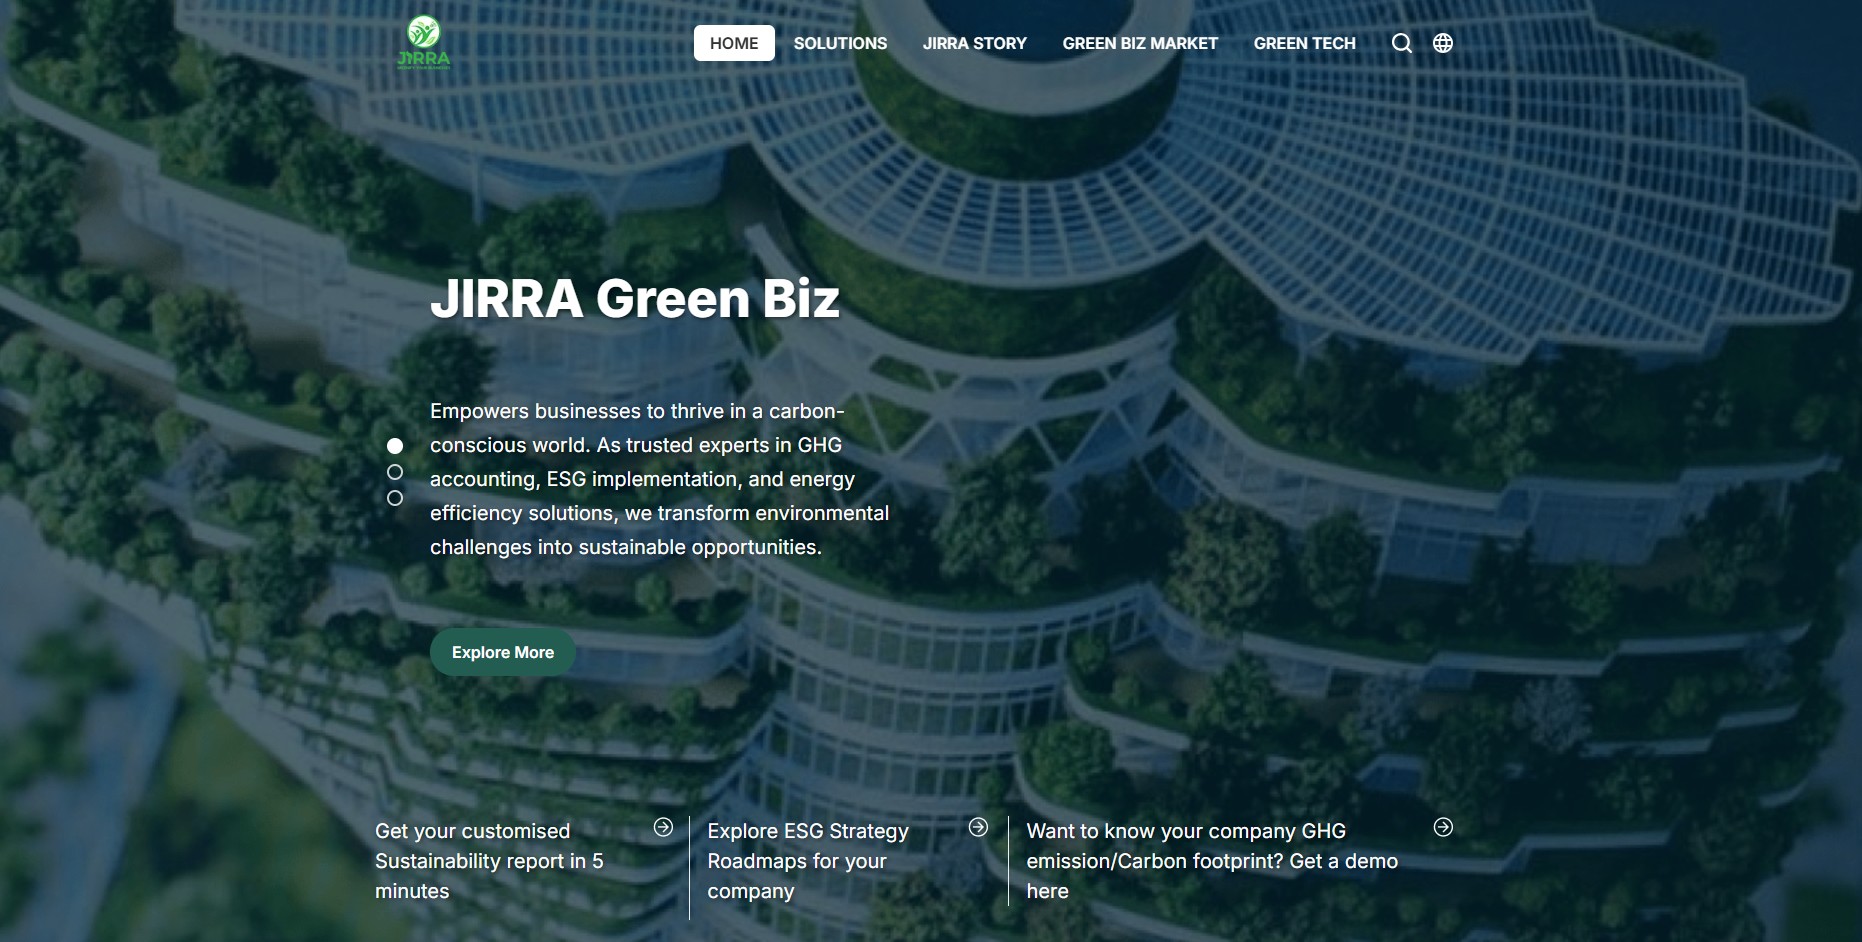 JIRRA
HOME
SOLUTIONS
JIRRA STORY
GREEN BIZ MARKET
GREEN TECH
JIRRA Green Biz
Empowers businesses to thrive in a carbon-
conscious world. As trusted experts in GHG
accounting, ESG implementation, and energy
efficiency solutions, we transform environmental
challenges into sustainable opportunities.
Explore More
Get your customised
Sustainability report in 5
minutes
Explore ESG Strategy
Roadmaps for your
company
Want to know your company GHG
emission/Carbon footprint? Get a demo
here